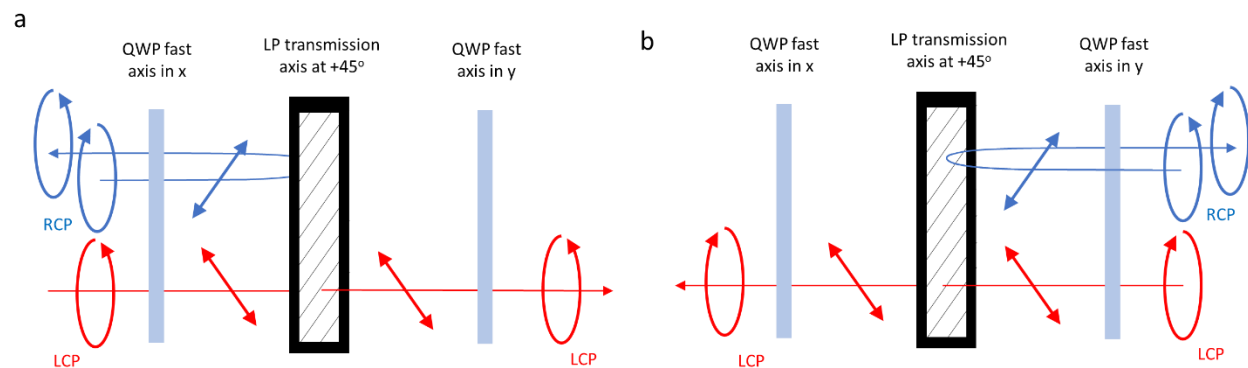 a
QWP fast
axis in x
LP transmission
axis at +45°
QWP fast
axis in y
RCP
LCP
LCP
b
QWP fast
axis in x
LP transmission
axis at +45°
QWP fast
axis in y
RCP
LCP
LCP